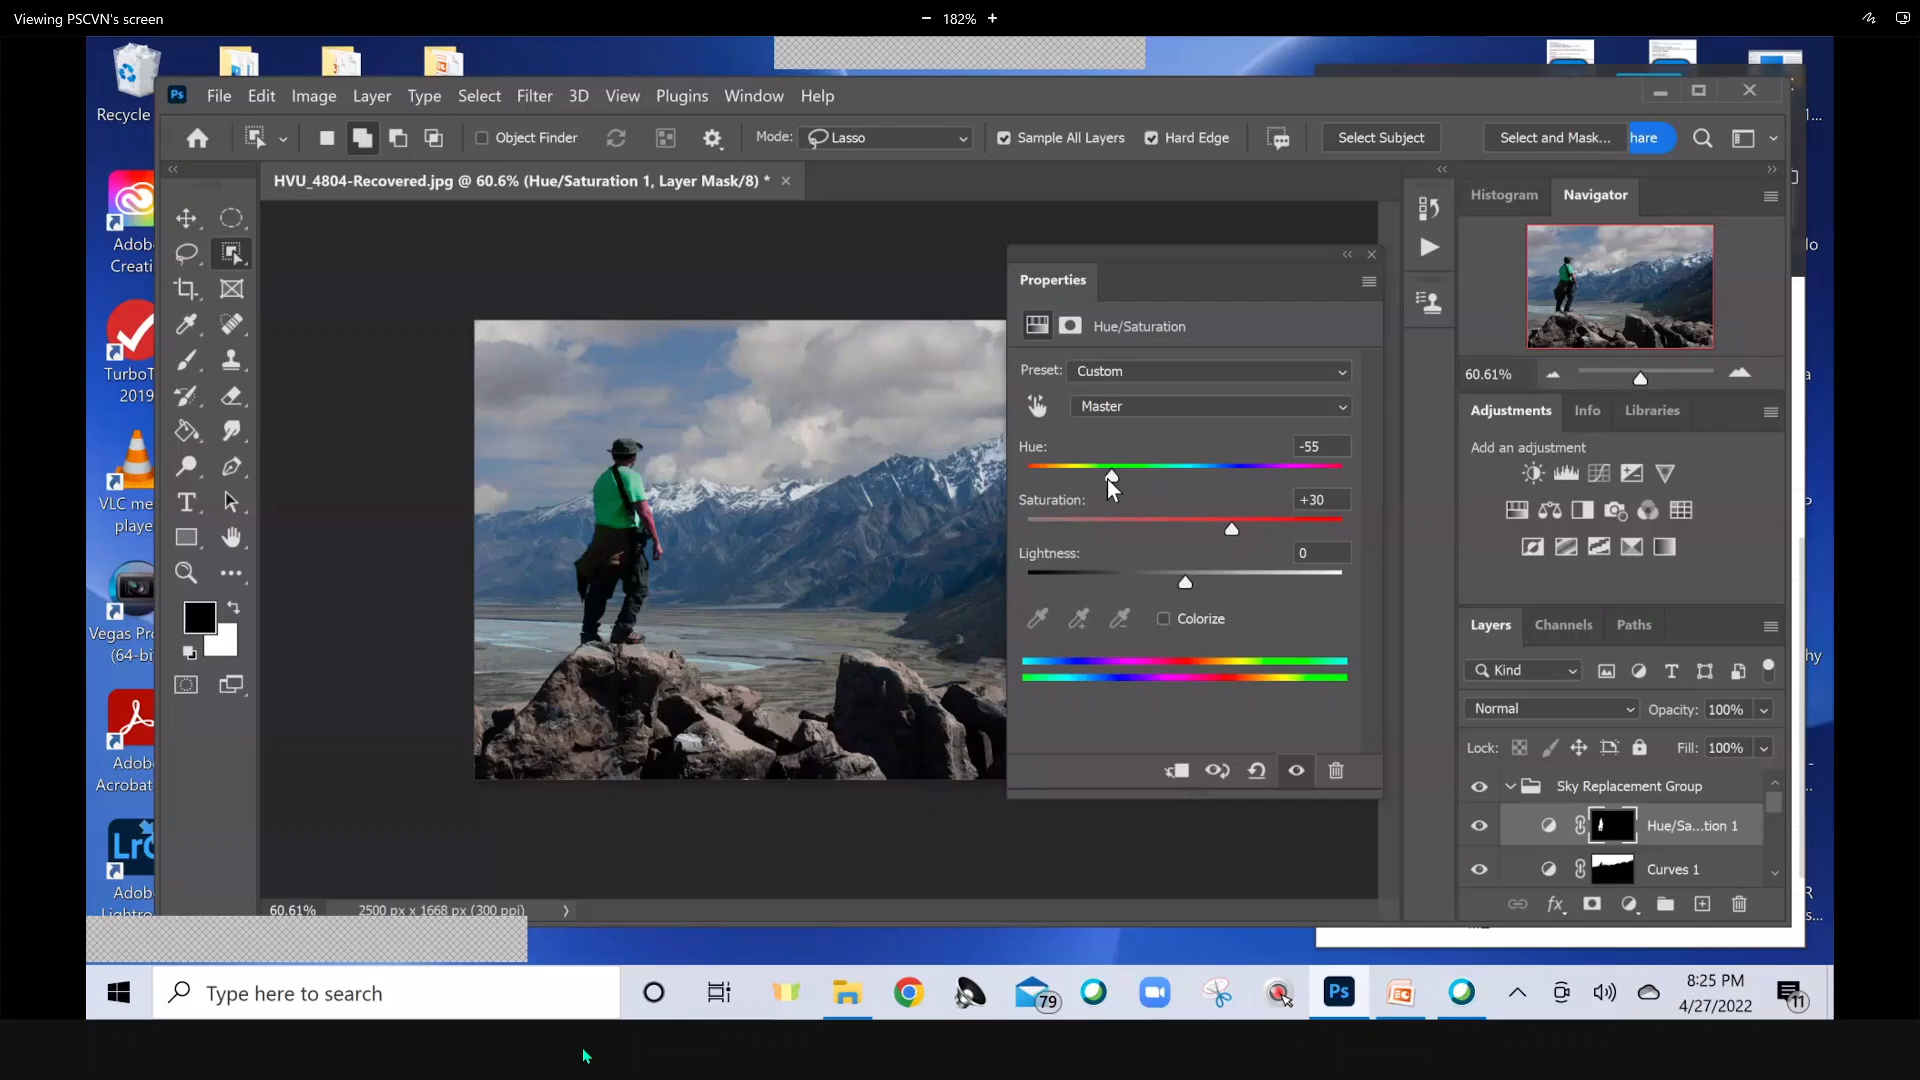 Viewing PSCVN's screen
182%
Recycle
File Edit Image Layer Type Select Filter 3D View Plugins Window Help
Object Finder
Mode: Lasso
Sample All Layers
Hard Edge
Select Subject
Select and Mask...
hare
HVU_4804-Recovered.jpg @ 60.6% (Hue/Saturation 1, Layer Mask/8) *
Adobe
Creati
TurboT
2019
VLC me
player
Vegas Pro
(64-bi
Adob
Acrobat
Adob
Lightro
Properties
Hue/Saturation
Preset: Custom
Master
Hue: -55
Saturation: +30
Lightness: 0
Colorize
Histogram Navigator
60.61%
Adjustments Info Libraries
Add an adjustment
Layers Channels Paths
Kind
Normal Opacity: 100%
Lock: Fill: 100%
Sky Replacement Group
Hue/Sa...tion 1
Curves 1
fx
60.61% 2500 px x 1668 px (300 ppi)
Type here to search
79
Ps
8:25 PM
4/27/2022
11